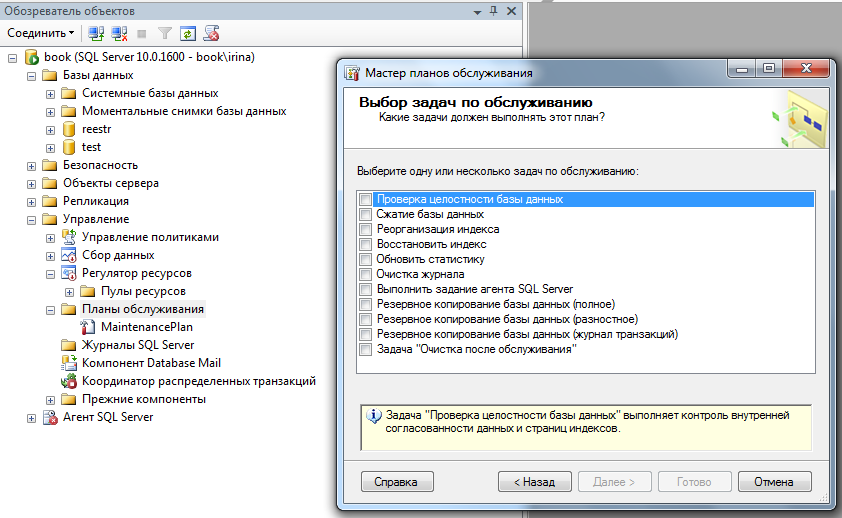 Обозреватель объектов
Соединить
book (SQL Server 10.0.1600 - book\irina)
Базы данных
Системные базы данных
Моментальные снимки базы данных
reestr
test
Безопасность
Объекты сервера
Репликация
Управление
Управление политиками
Сбор данных
Регулятор ресурсов
Пулы ресурсов
Планы обслуживания
MaintenancePlan
Журналы SQL Server
Компонент Database Mail
Координатор распределенных транзакций
Прежние компоненты
Агент SQL Server
Мастер планов обслуживания
Выбор задач по обслуживанию
Какие задачи должен выполнять этот план?
Выберите одну или несколько задач по обслуживанию:
Проверка целостности базы данных
Сжатие базы данных
Реорганизация индекса
Восстановить индекс
Обновить статистику
Очистка журнала
Выполнить задание агента SQL Server
Резервное копирование базы данных (полное)
Резервное копирование базы данных (разностное)
Резервное копирование базы данных (журнал транзакций)
Задача "Очистка после обслуживания"
Задача "Проверка целостности базы данных" выполняет контроль внутренней
согласованности данных и страниц индексов.
Справка
< Назад
Далее >
Готово
Отмена